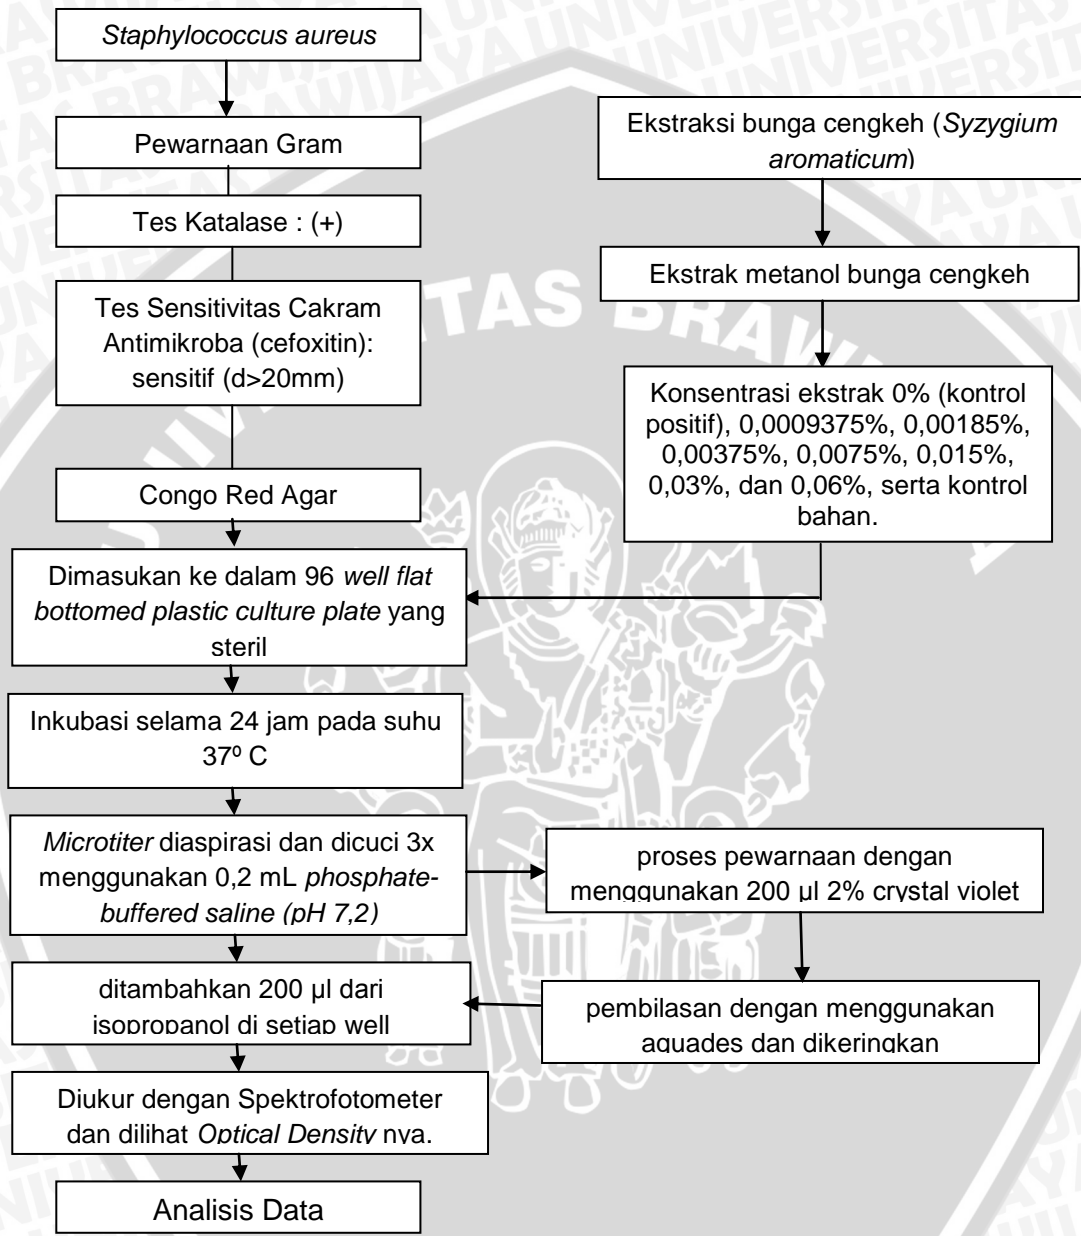 Staphylococcus aureus
Pewarnaan Gram
Tes Katalase : (+)
Tes Sensitivitas Cakram
Antimikroba (cefoxitin):
sensitif (d>20mm)
Congo Red Agar
Ekstraksi bunga cengkeh (Syzygium
aromaticum)
Ekstrak metanol bunga cengkeh
Konsentrasi ekstrak 0% (kontrol
positif), 0,0009375%, 0,00185%,
0,00375%, 0,0075%, 0,015%,
0,03%, dan 0,06%, serta kontrol
bahan.
Dimasukan ke dalam 96 well flat
bottomed plastic culture plate yang
steril
Inkubasi selama 24 jam pada suhu
37º C
Microtiter diaspirasi dan dicuci 3x
menggunakan 0,2 mL phosphate-
buffered saline (pH 7,2)
proses pewarnaan dengan
menggunakan 200 µl 2% crystal violet
pembilasan dengan menggunakan
aquades dan dikeringkan
ditambahkan 200 µl dari
isopropanol di setiap well
Diukur dengan Spektrofotometer
dan dilihat Optical Density nya.
Analisis Data